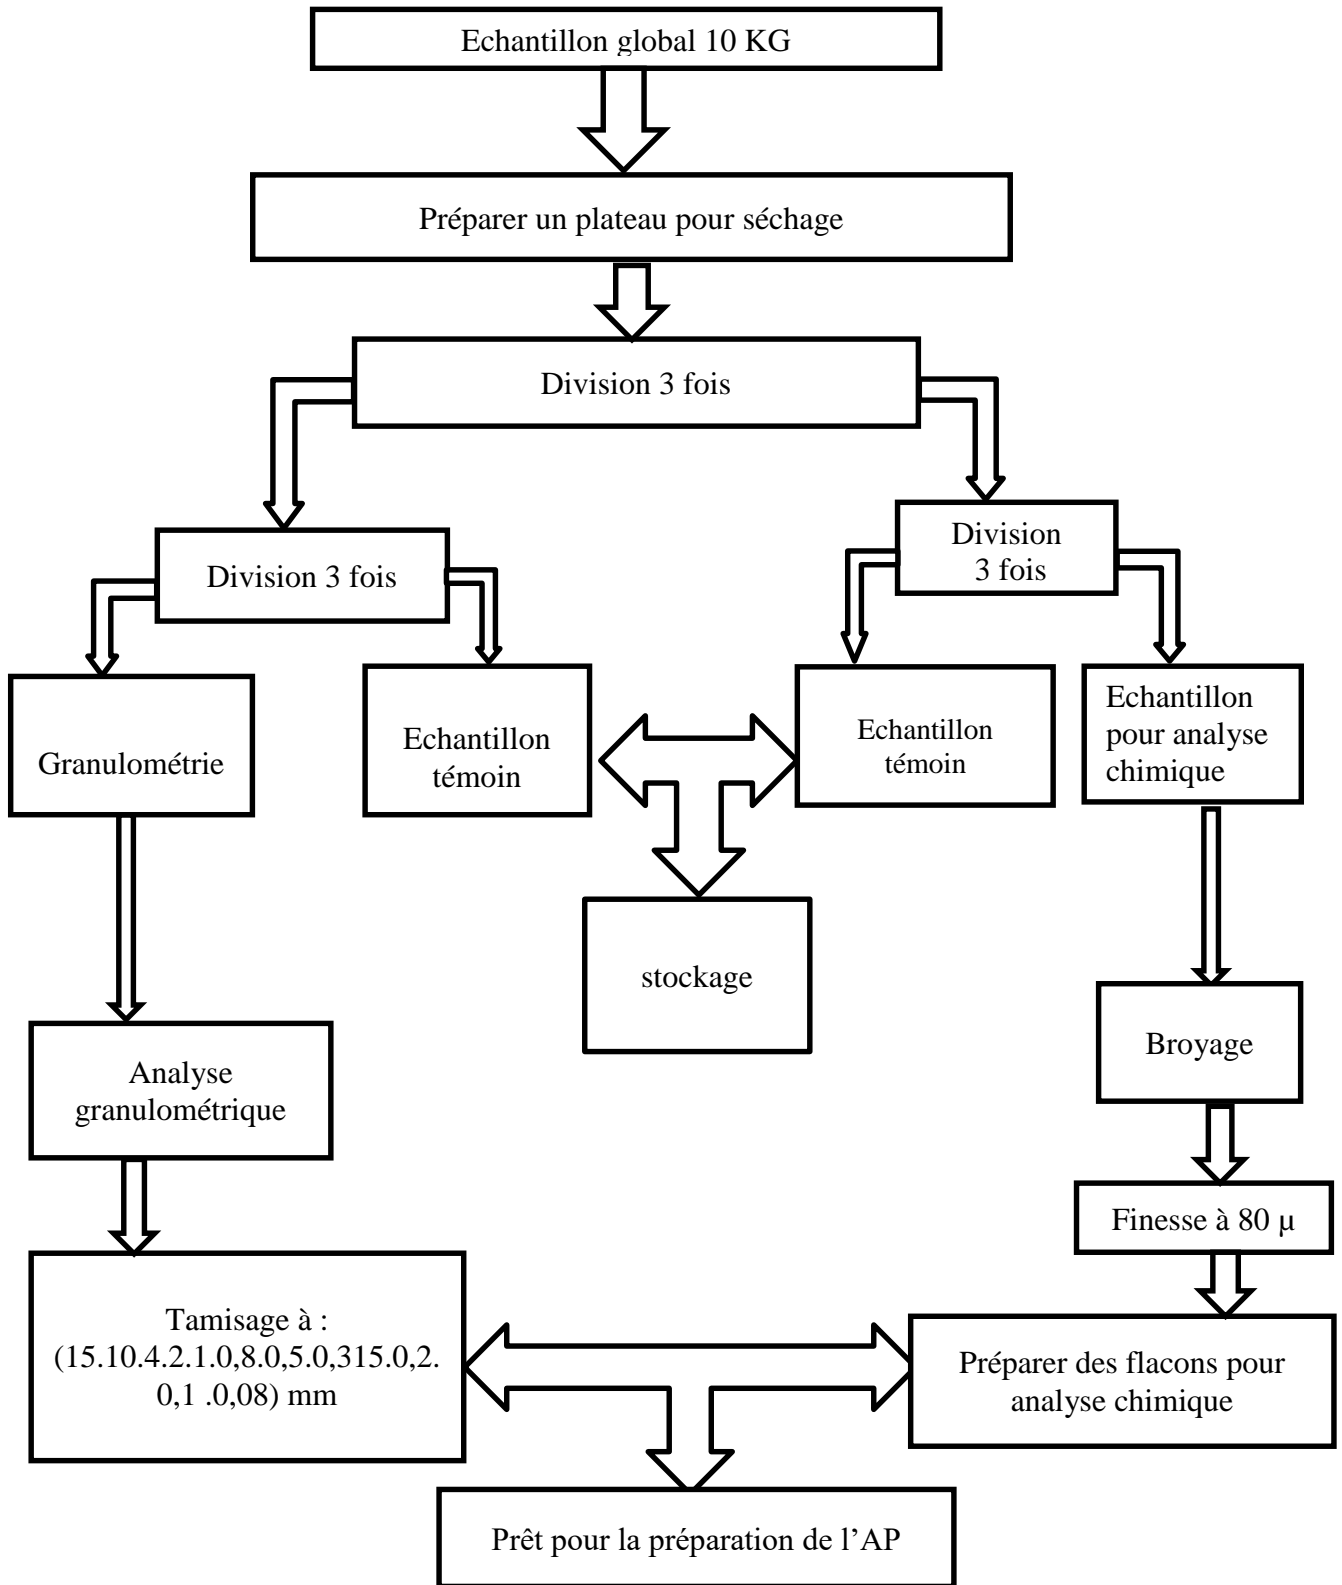 Echantillon global 10 KG
Préparer un plateau pour séchage
Division 3 fois
Division 3 fois
Division
3 fois
Granulométrie
Echantillon
témoin
Echantillon
témoin
Echantillon
pour analyse
chimique
stockage
Analyse
granulométrique
Broyage
Finesse à 80 µ
Tamisage à :
(15.10.4.2.1.0,8.0,5.0,315.0,2.
0,1 .0,08) mm
Préparer des flacons pour
analyse chimique
Prêt pour la préparation de l’AP